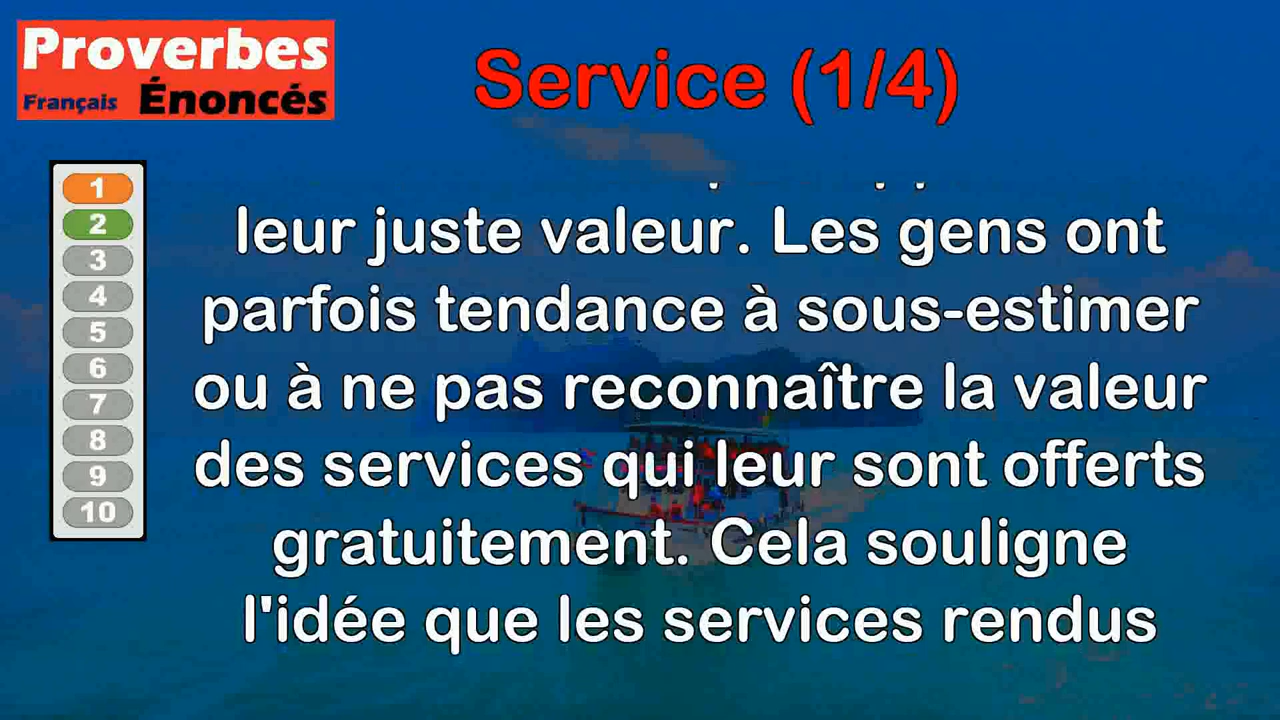 Proverbes
Français Énoncés
Service (1/4)
1
2
3
4
5
6
7
8
9
10
leur juste valeur. Les gens ont
parfois tendance à sous-estimer
ou à ne pas reconnaître la valeur
des services qui leur sont offerts
gratuitement. Cela souligne
l'idée que les services rendus